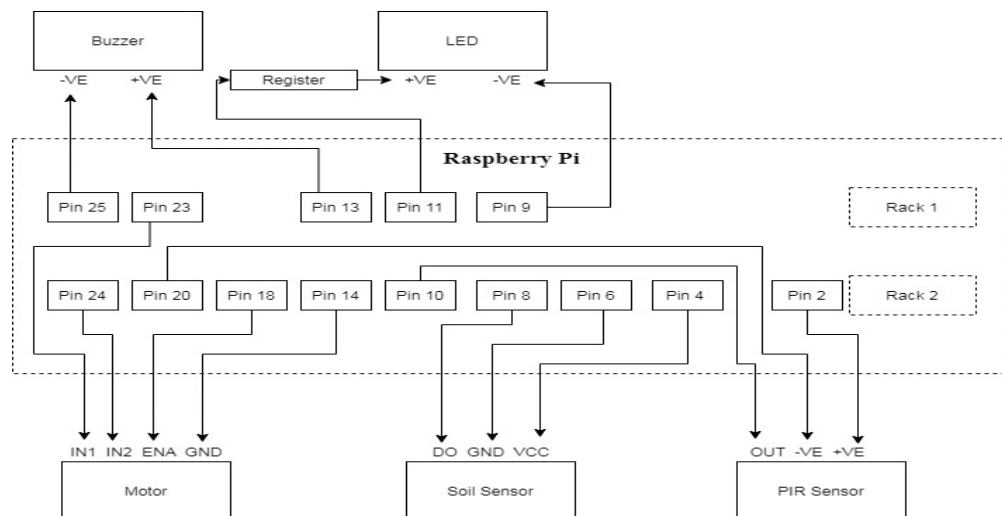 Buzzer
LED
-VE +VE
Register
+VE -VE
Raspberry Pi
Pin 25 Pin 23 Pin 13 Pin 11 Pin 9 Rack 1
Pin 24 Pin 20 Pin 18 Pin 14 Pin 10 Pin 8 Pin 6 Pin 4 Pin 2 Rack 2
IN1 IN2 ENA GND
DO GND VCC
OUT -VE +VE
Motor
Soil Sensor
PIR Sensor